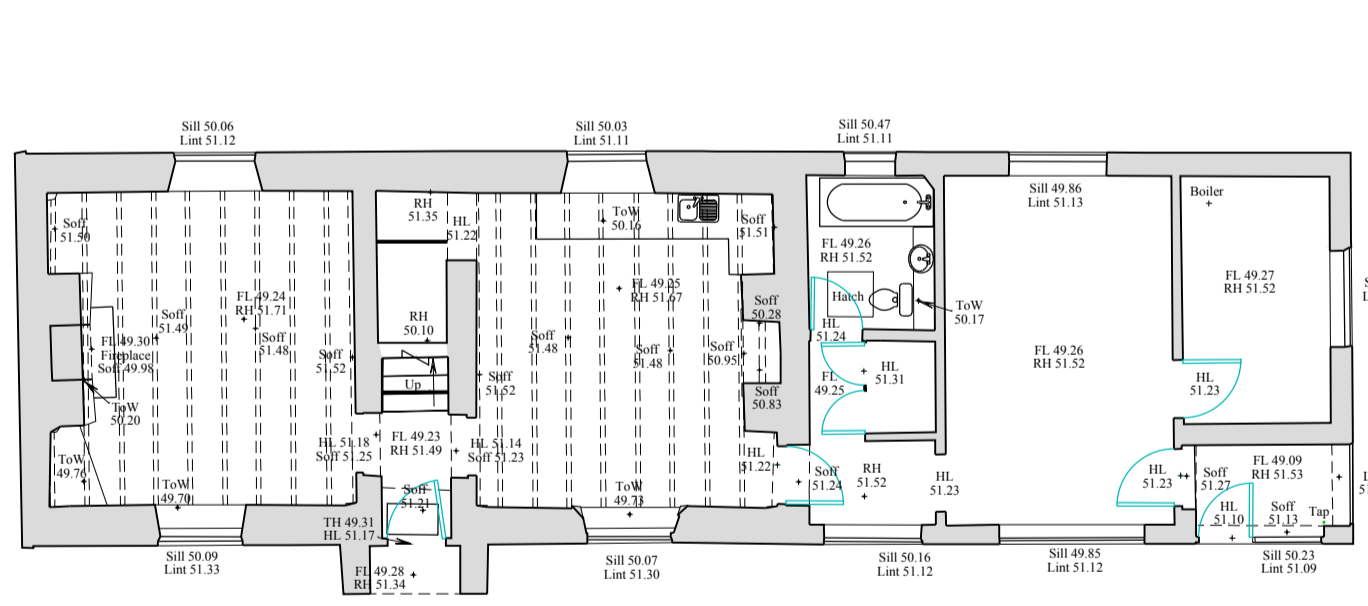 Sill 50.06
Lint 51.12
Sill 50.03
Lint 51.11
Sill 50.47
Lint 51.11
Sill 49.86
Lint 51.13
Boiler
Soff
51.50
FL 49.24
RH 51.71
Soff
51.49
Soff
51.48
FL 49.30
Fireplace
Soff 49.98
ToW
50.20
ToW
49.76
ToW
49.70
Soff
51.52
HL 51.18
Soff 51.25
RH
51.35
HL
51.22
RH
50.10
Up
FL 49.23
RH 51.49
HL 51.14
Soff 51.23
Soff
51.21
TH 49.31
HL 51.17
FL 49.28
RH 51.34
ToW
50.16
Soff
51.51
FL 49.25
RH 51.67
Soff
51.48
Soff
51.48
Soff
51.52
Soff
50.28
Soff
50.95
Soff
50.83
ToW
49.73
HL
51.22
Soff
51.24
FL 49.26
RH 51.52
Hatch
ToW
50.17
HL
51.24
FL
49.25
HL
51.31
RH
51.52
HL
51.23
FL 49.26
RH 51.52
FL 49.27
RH 51.52
HL
51.23
HL
51.23
Soff
51.27
FL 49.09
RH 51.53
HL
51.10
Soff
51.13
Tap
Sill 50.09
Lint 51.33
Sill 50.07
Lint 51.30
Sill 50.16
Lint 51.12
Sill 49.85
Lint 51.12
Sill 50.23
Lint 51.09